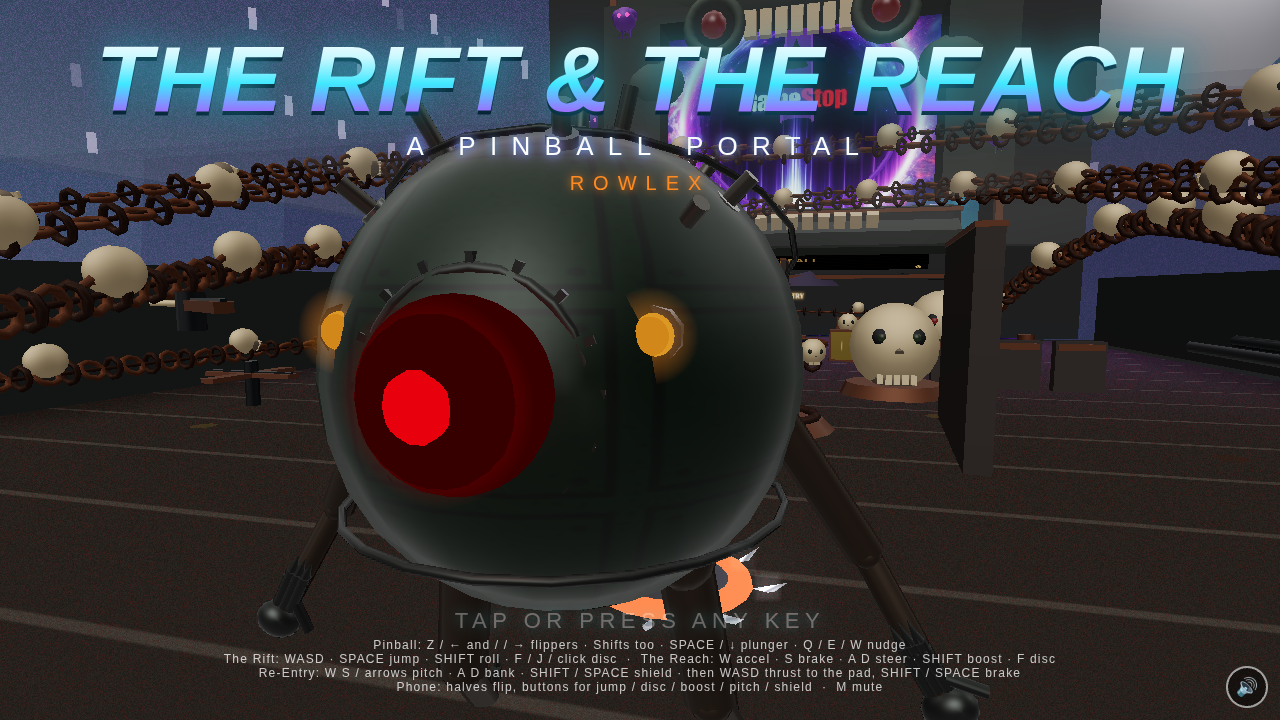 THE RIFT & THE REACH
GameStop
A PINBALL PORTAL
ROWLEX
TAP OR PRESS ANY KEY
Pinball: Z / ← and / / → flippers · Shifts too · SPACE / ↓ plunger · Q / E / W nudge
The Rift: WASD · SPACE jump · SHIFT roll · F / J / click disc · The Reach: W accel · S brake · A D steer · SHIFT boost · F disc
Re-Entry: W S / arrows pitch · A D bank · SHIFT / SPACE shield · then WASD thrust to the pad, SHIFT / SPACE brake
Phone: halves flip, buttons for jump / disc / boost / pitch / shield · M mute